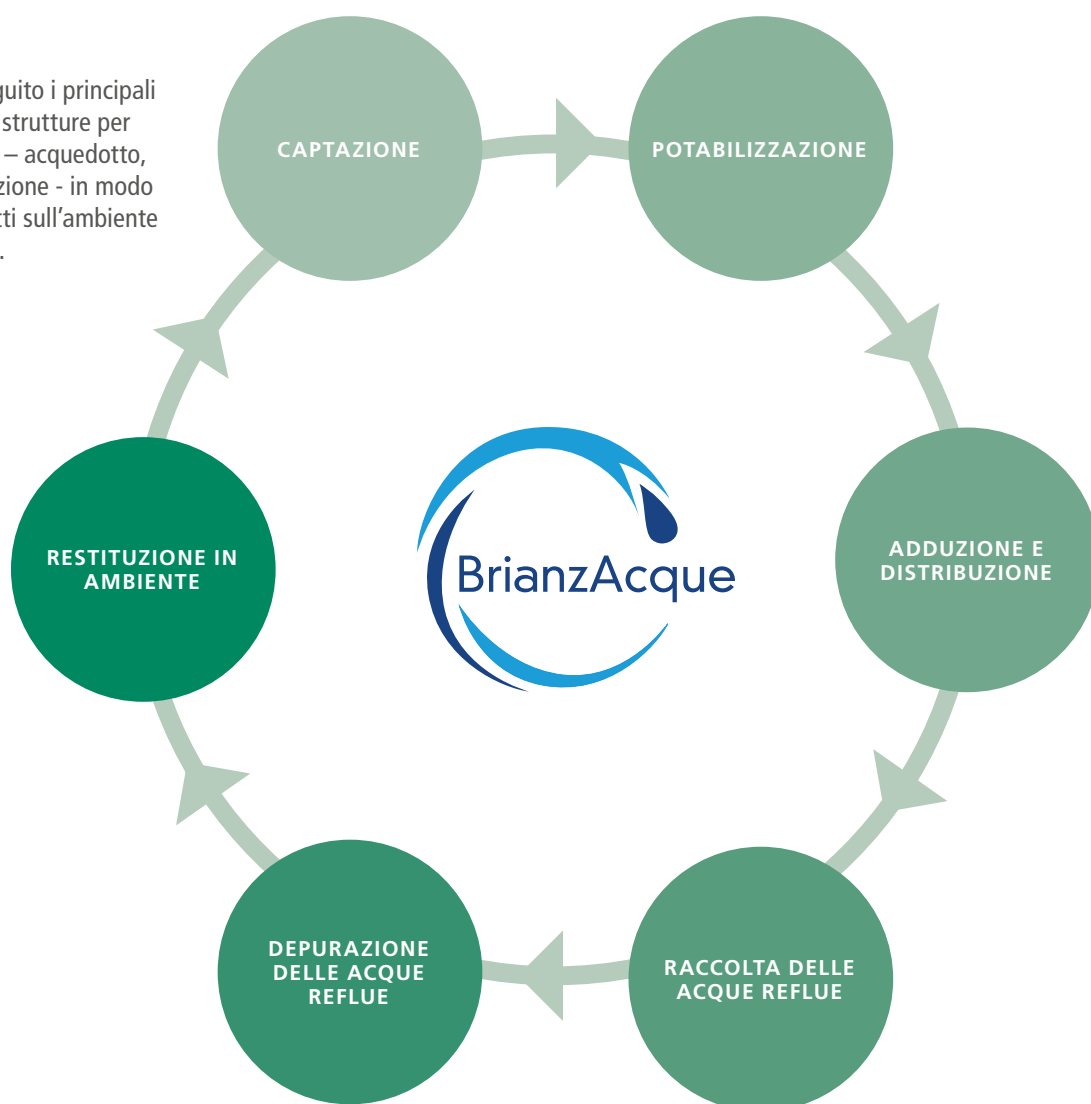 guito i principali
strutture per
– acquedotto,
zione - in modo
tti sull'ambiente
.
CAPTAZIONE
POTABILIZZAZIONE
ADDUZIONE E
DISTRIBUZIONE
RACCOLTA DELLE
ACQUE REFLUE
DEPURAZIONE
DELLE ACQUE
REFLUE
RESTITUZIONE IN
AMBIENTE
BrianzAcque